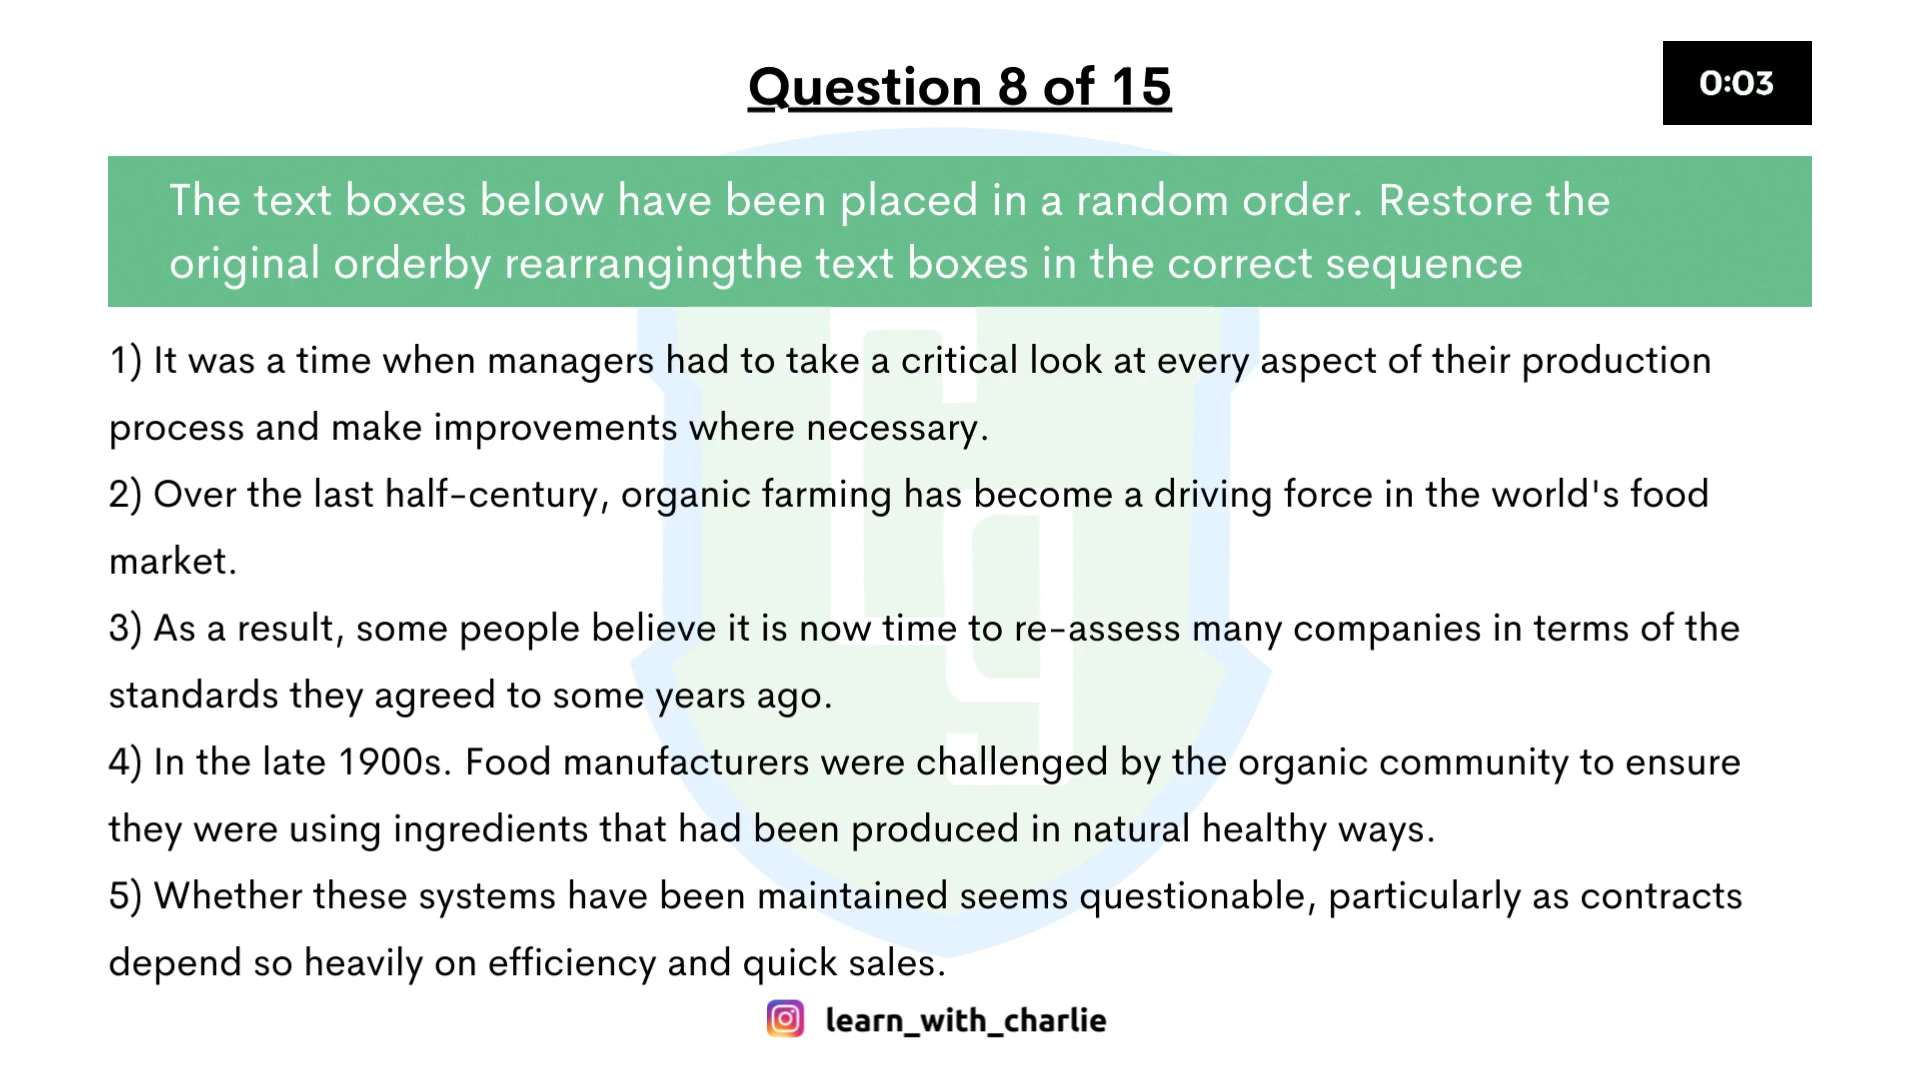 Question 8 of 15
0:03
The text boxes below have been placed in a random order. Restore the
original orderby rearrangingthe text boxes in the correct sequence
1) It was a time when managers had to take a critical look at every aspect of their production
process and make improvements where necessary.
2) Over the last half-century, organic farming has become a driving force in the world's food
market.
3) As a result, some people believe it is now time to re-assess many companies in terms of the
standards they agreed to some years ago.
4) In the late 1900s. Food manufacturers were challenged by the organic community to ensure
they were using ingredients that had been produced in natural healthy ways.
5) Whether these systems have been maintained seems questionable, particularly as contracts
depend so heavily on efficiency and quick sales.
learn_with_charlie